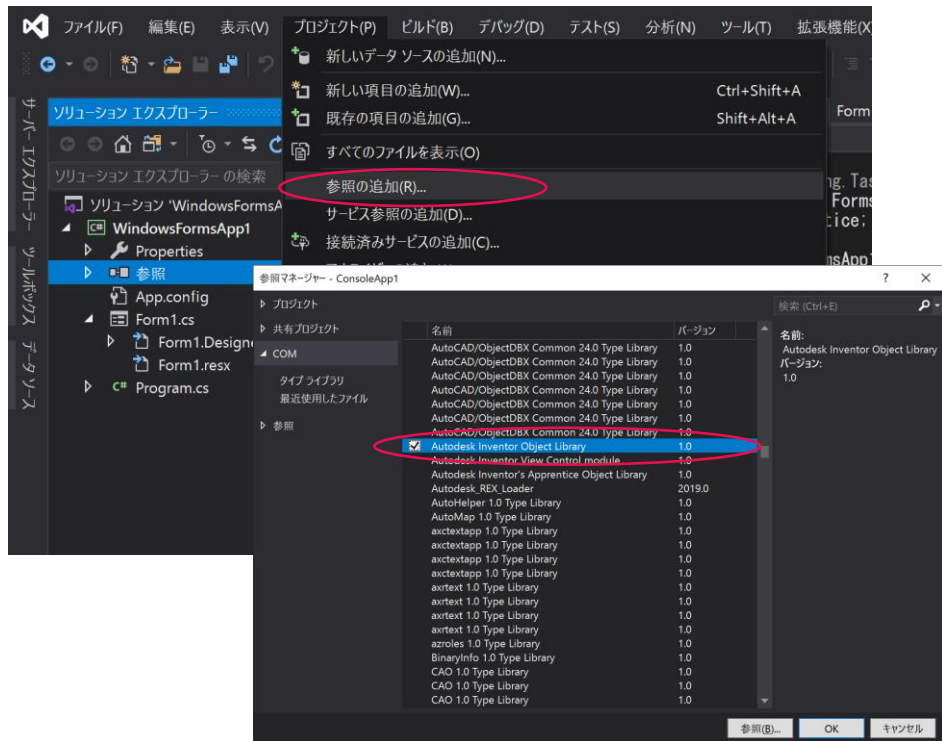 ファイル(F) 編集(E) 表示(V) プロジェクト(P) ビルド(B) デバッグ(D) テスト(S) 分析(N) ツール(T) 拡張機能(X
新しいデータ ソースの追加(N)...
新しい項目の追加(W)... Ctrl+Shift+A
既存の項目の追加(G)... Shift+Alt+A
すべてのファイルを表示(O)
参照の追加(R)...
サービス参照の追加(D)...
接続済みサービスの追加(C)...
サーバー エクスプローラー
ツールボックス
データ ソース
ソリューション エクスプローラー
ソリューション エクスプローラー の検索
ソリューション 'WindowsFormsA
WindowsFormsApp1
Properties
参照
App.config
Form1.cs
Form1.Designe
Form1.resx
Program.cs
Form
ng.Tas
Forms
tice;
nsApp1
参照マネージャー - ConsoleApp1
プロジェクト
共有プロジェクト
COM
タイプ ライブラリ
最近使用したファイル
参照
名前 バージョン
AutoCAD/ObjectDBX Common 24.0 Type Library 1.0
AutoCAD/ObjectDBX Common 24.0 Type Library 1.0
AutoCAD/ObjectDBX Common 24.0 Type Library 1.0
AutoCAD/ObjectDBX Common 24.0 Type Library 1.0
AutoCAD/ObjectDBX Common 24.0 Type Library 1.0
AutoCAD/ObjectDBX Common 24.0 Type Library 1.0
AutoCAD/ObjectDBX Common 24.0 Type Library 1.0
Autodesk Inventor Object Library 1.0
Autodesk Inventor View Control module 1.0
Autodesk Inventor's Apprentice Object Library 1.0
Autodesk_REX_Loader 2019.0
AutoHelper 1.0 Type Library 1.0
AutoMap 1.0 Type Library 1.0
axctextapp 1.0 Type Library 1.0
axctextapp 1.0 Type Library 1.0
axctextapp 1.0 Type Library 1.0
axctextapp 1.0 Type Library 1.0
axrtext 1.0 Type Library 1.0
axrtext 1.0 Type Library 1.0
axrtext 1.0 Type Library 1.0
axrtext 1.0 Type Library 1.0
azroles 1.0 Type Library 1.0
BinaryInfo 1.0 Type Library 1.0
CAO 1.0 Type Library 1.0
CAO 1.0 Type Library 1.0
CAO 1.0 Type Library 1.0
検索 (Ctrl+E)
名前:
Autodesk Inventor Object Library
バージョン:
1.0
参照(B)... OK キャンセル